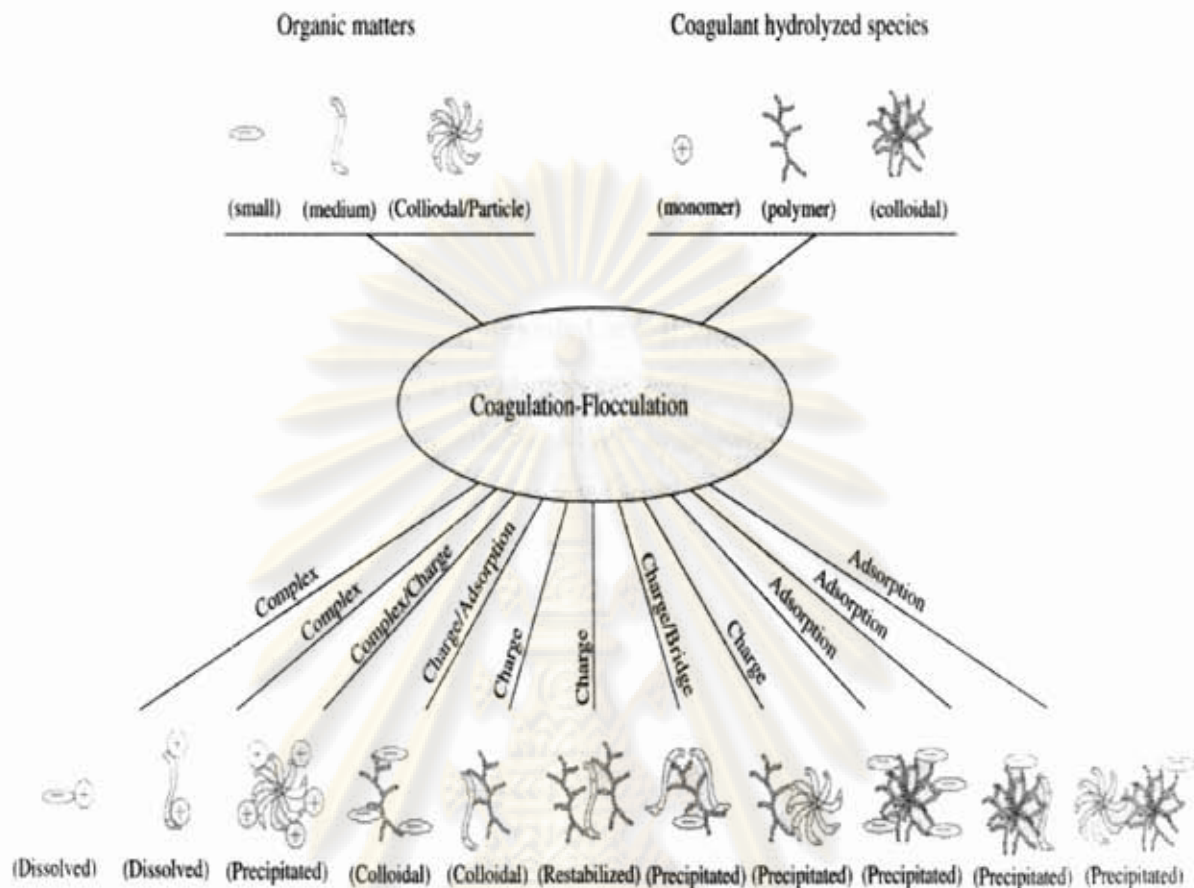 Organic matters
Coagulant hydrolyzed species
(small) (medium) (Colliodal/Particle)
(monomer) (polymer) (colloidal)
Coagulation-Flocculation
Complex
Complex
Complex/Charge
Charge/Adsorption
Charge
Charge
Charge/Bridge
Charge
Adsorption
Adsorption
Adsorption
(Dissolved) (Dissolved) (Precipitated) (Colloidal) (Colloidal) (Restabilized) (Precipitated) (Precipitated) (Precipitated) (Precipitated) (Precipitated)